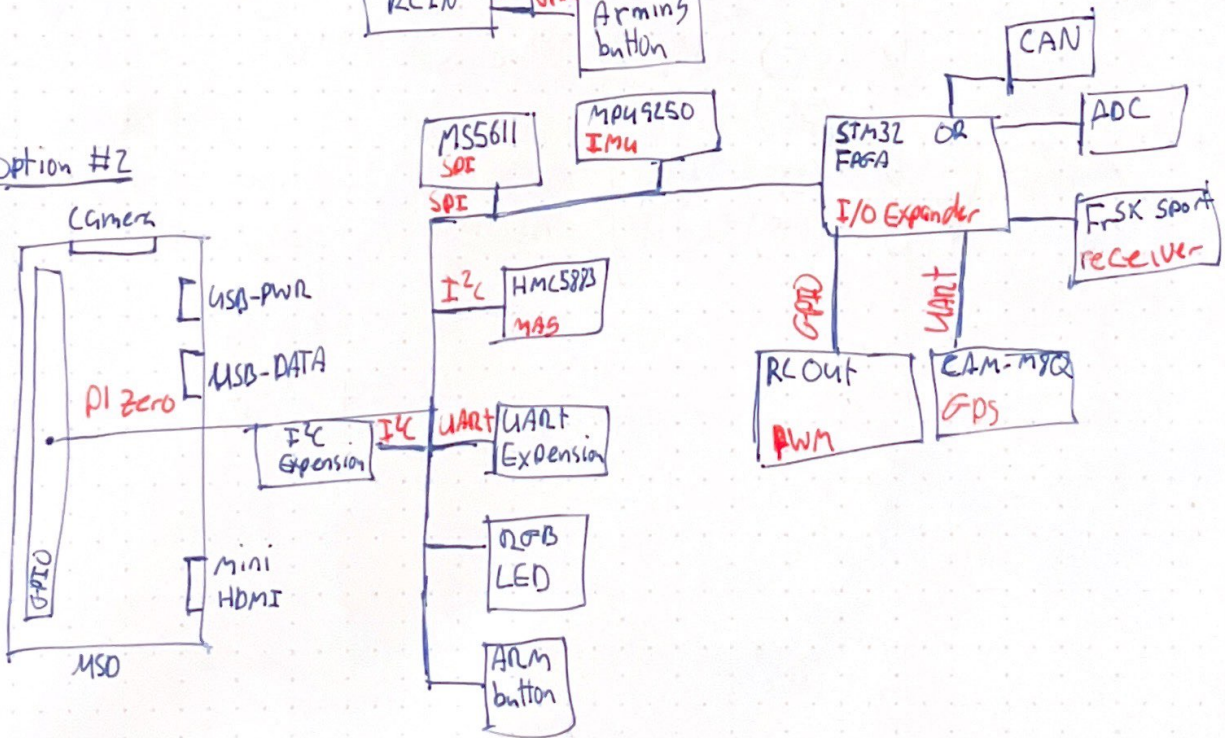 RCIN
Arming
button
CAN
ADC
MS5611
SPI
MPU9250
IMU
STM32 OR
FPGA
I/O Expander
Option #2
Camera
SPI
FrSK sport
receiver
USB-PWR
I²C
HMC5883
MAG
GPIO
UART
USB-DATA
PI Zero
RC Out
PWM
CAM-M8Q
GPS
I²C
Expension
I²C
UARt
UARt
Expension
RGB
LED
GPIO
mini
HDMI
ARM
button
MSD